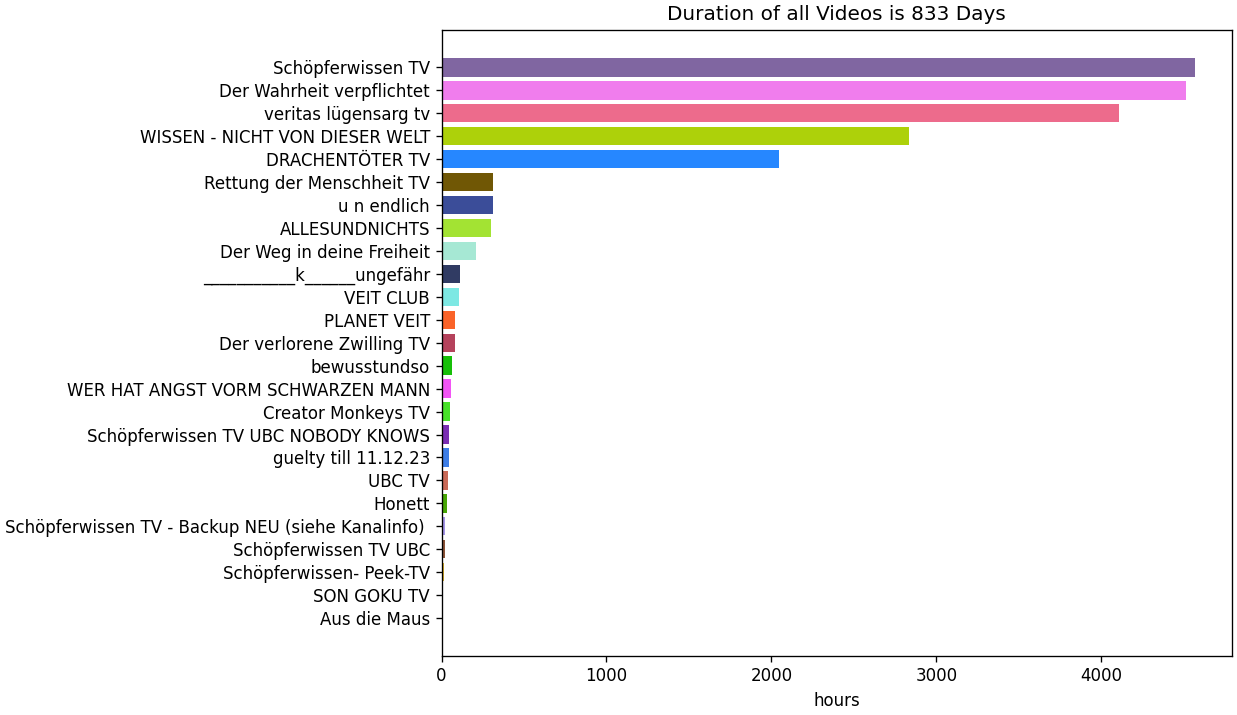 Duration of all Videos is 833 Days
Schöpferwissen TV
Der Wahrheit verpflichtet
veritas lügensarg tv
WISSEN - NICHT VON DIESER WELT
DRACHENTÖTER TV
Rettung der Menschheit TV
u n endlich
ALLESUNDNICHTS
Der Weg in deine Freiheit
___________k______ungefähr
VEIT CLUB
PLANET VEIT
Der verlorene Zwilling TV
bewusstundso
WER HAT ANGST VORM SCHWARZEN MANN
Creator Monkeys TV
Schöpferwissen TV UBC NOBODY KNOWS
guelty till 11.12.23
UBC TV
Honett
Schöpferwissen TV - Backup NEU (siehe Kanalinfo)
Schöpferwissen TV UBC
Schöpferwissen- Peek-TV
SON GOKU TV
Aus die Maus
0 1000 2000 3000 4000
hours